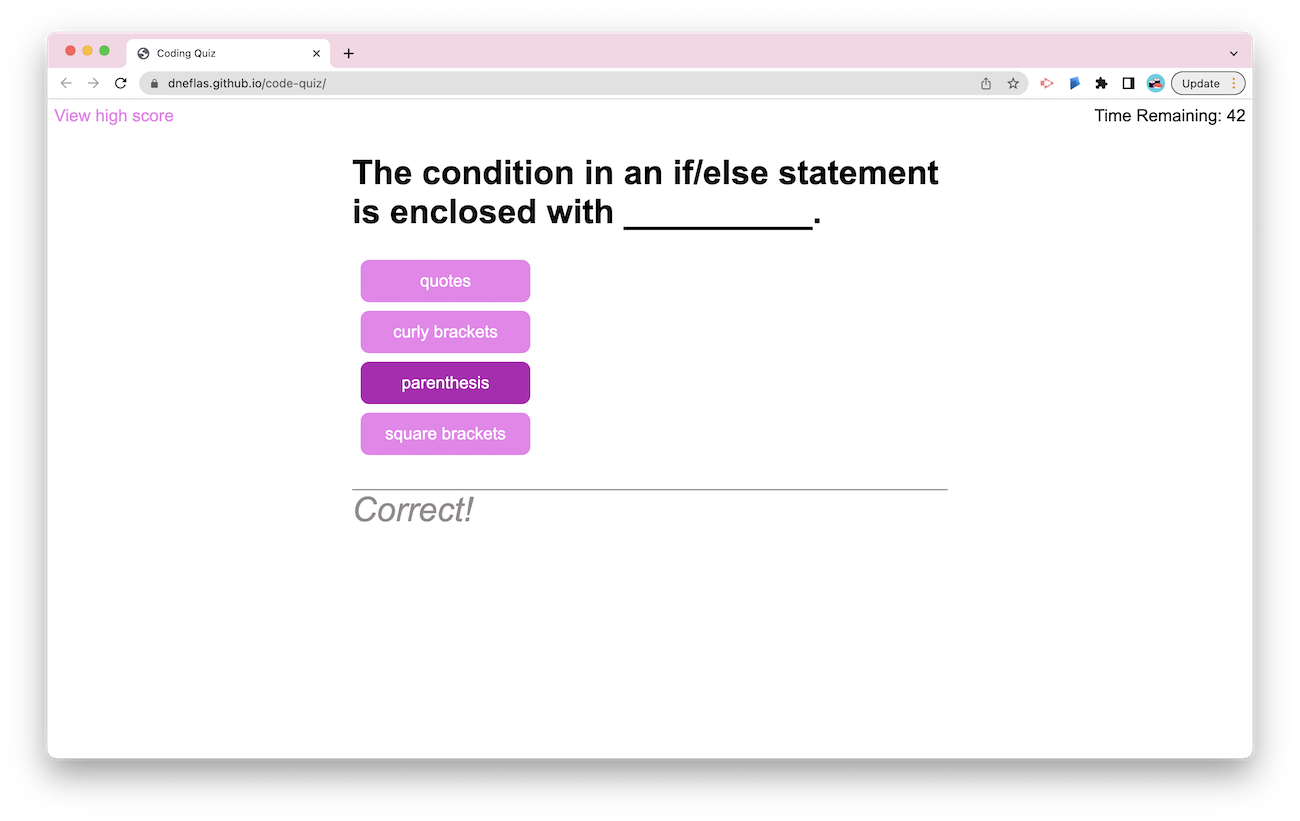 Coding Quiz
dneflas.github.io/code-quiz/
Update
View high score
Time Remaining: 42
The condition in an if/else statement
is enclosed with __________.
quotes
curly brackets
parenthesis
square brackets
Correct!